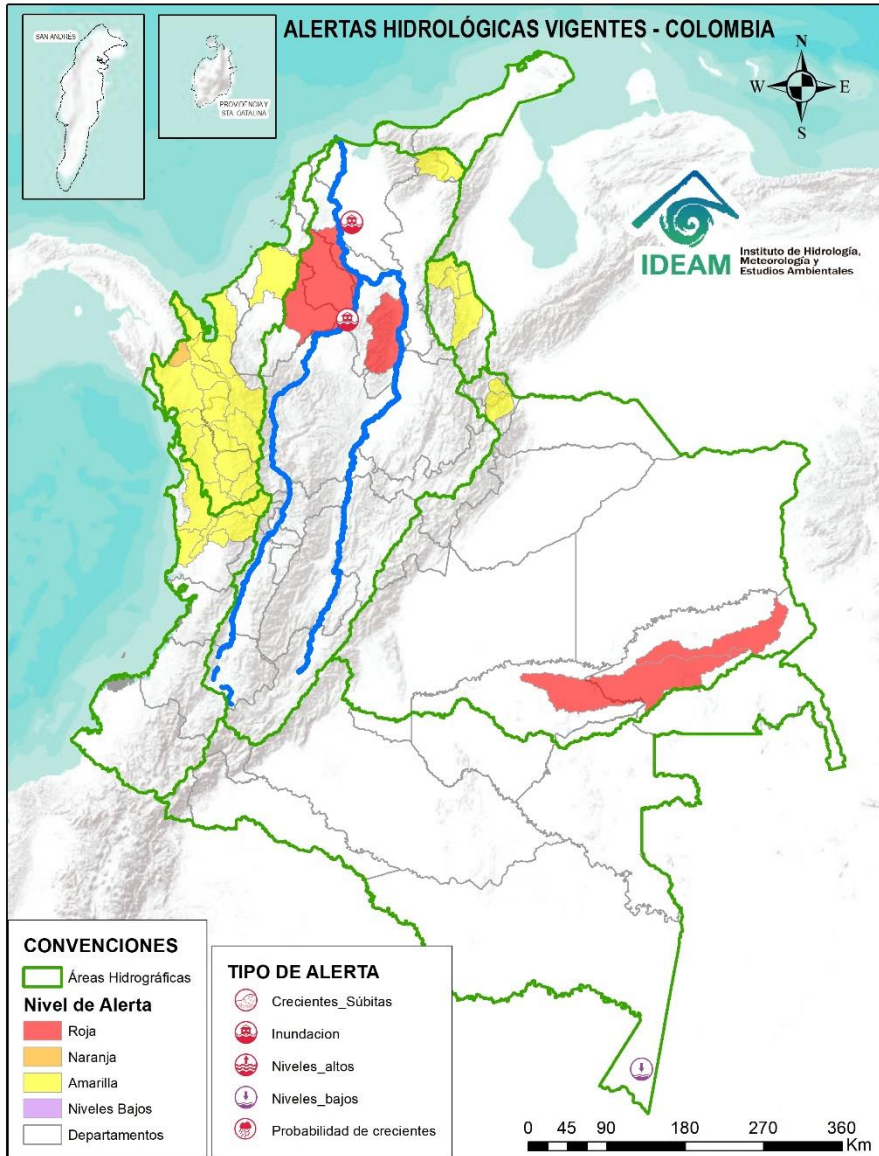 ALERTAS HIDROLÓGICAS VIGENTES - COLOMBIA
SAN ANDRÉS
PROVIDENCIA Y
STA. CATALINA
N
W
E
S
IDEAM
Instituto de Hidrología,
Meteorología y
Estudios Ambientales
CONVENCIONES
Áreas Hidrográficas
Nivel de Alerta
Roja
Naranja
Amarilla
Niveles Bajos
Departamentos
TIPO DE ALERTA
Crecientes_Súbitas
Inundacion
Niveles_altos
Niveles_bajos
Probabilidad de crecientes
0 45 90 180 270 360
Km